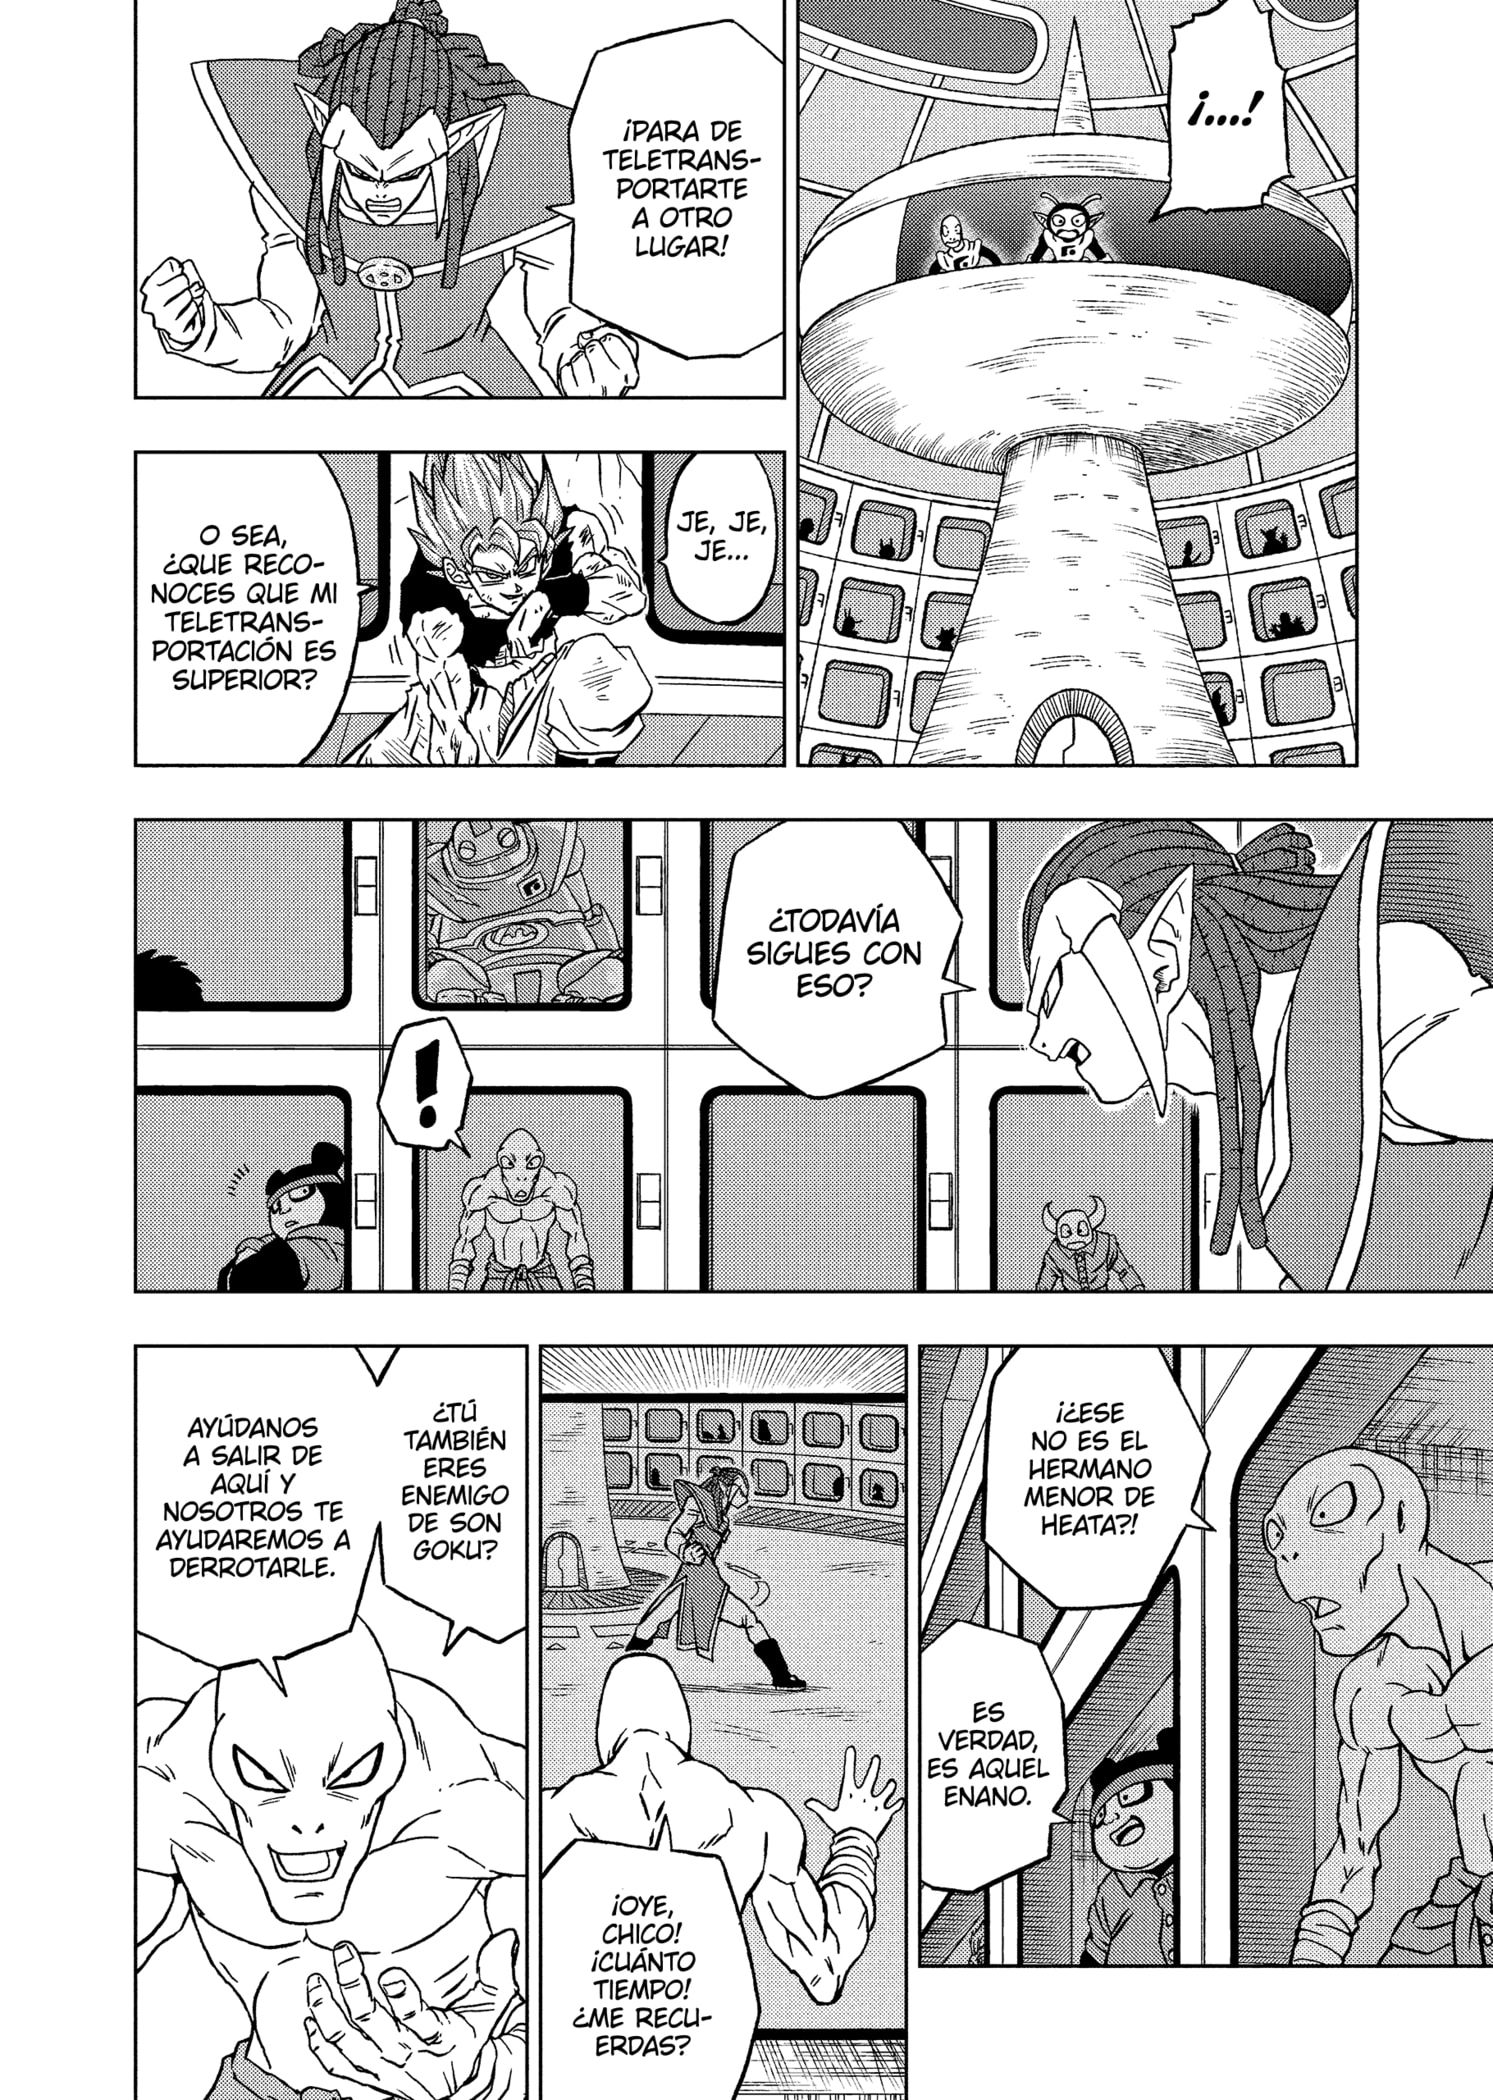 ¡...!
¡PARA DE
TELETRANS-
PORTARTE
A OTRO
LUGAR!
JE, JE,
JE...
O SEA,
¿QUE RECO-
NOCES QUE MI
TELETRANS-
PORTACIÓN ES
SUPERIOR?
¿TODAVÍA
SIGUES CON
ESO?
!
¡¿ESE
NO ES EL
HERMANO
MENOR DE
HEATA?!
ES
VERDAD,
ES AQUEL
ENANO.
¡OYE,
CHICO!
¡CUÁNTO
TIEMPO!
¿ME RECU-
ERDAS?
¿TÚ
TAMBIÉN
ERES
ENEMIGO
DE SON
GOKU?
AYÚDANOS
A SALIR DE
AQUÍ Y
NOSOTROS TE
AYUDAREMOS A
DERROTARLE.